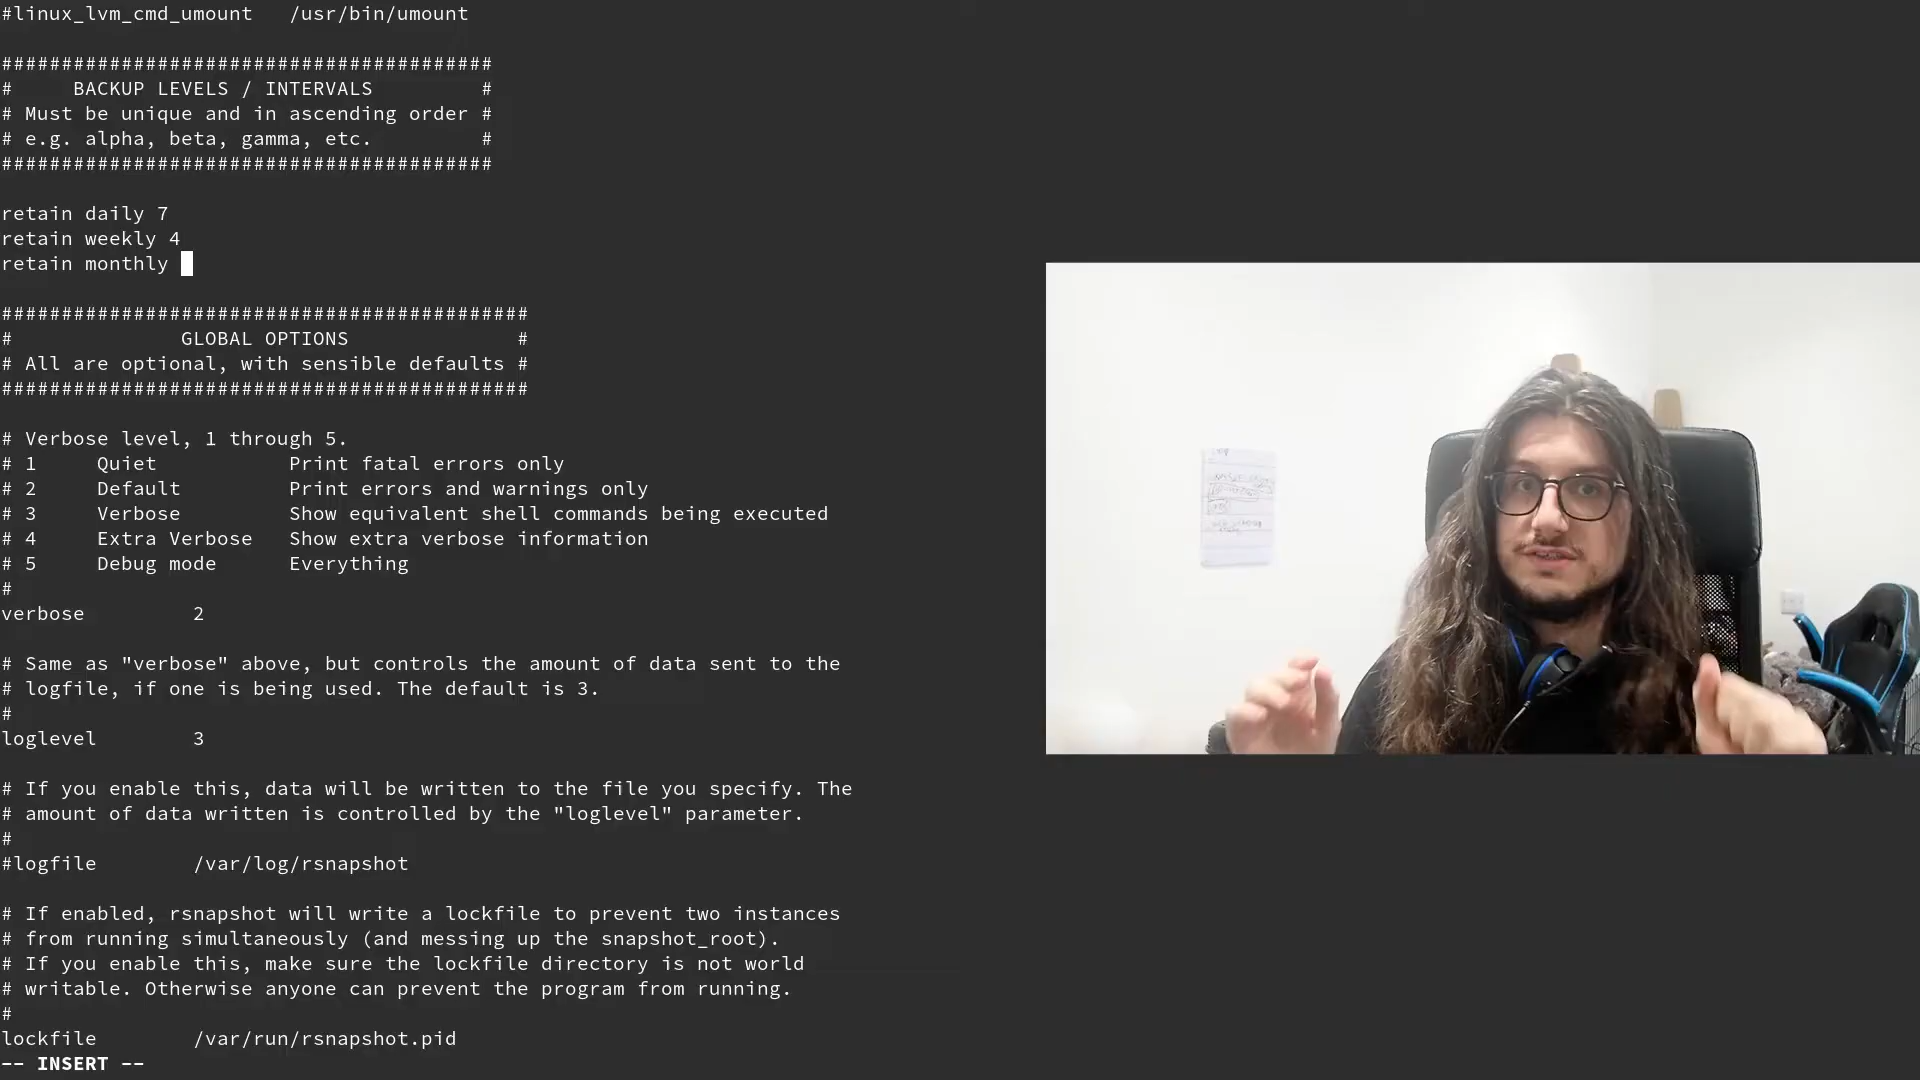 #linux_lvm_cmd_umount   /usr/bin/umount
#########################################
#     BACKUP LEVELS / INTERVALS         #
# Must be unique and in ascending order #
# e.g. alpha, beta, gamma, etc.         #
#########################################
retain daily 7
retain weekly 4
retain monthly
############################################
#              GLOBAL OPTIONS              #
# All are optional, with sensible defaults #
############################################
# Verbose level, 1 through 5.
# 1     Quiet           Print fatal errors only
# 2     Default         Print errors and warnings only
# 3     Verbose         Show equivalent shell commands being executed
# 4     Extra Verbose   Show extra verbose information
# 5     Debug mode      Everything
#
verbose         2
# Same as "verbose" above, but controls the amount of data sent to the
# logfile, if one is being used. The default is 3.
#
loglevel        3
# If you enable this, data will be written to the file you specify. The
# amount of data written is controlled by the "loglevel" parameter.
#
#logfile        /var/log/rsnapshot
# If enabled, rsnapshot will write a lockfile to prevent two instances
# from running simultaneously (and messing up the snapshot_root).
# If you enable this, make sure the lockfile directory is not world
# writable. Otherwise anyone can prevent the program from running.
#
lockfile        /var/run/rsnapshot.pid
-- INSERT --